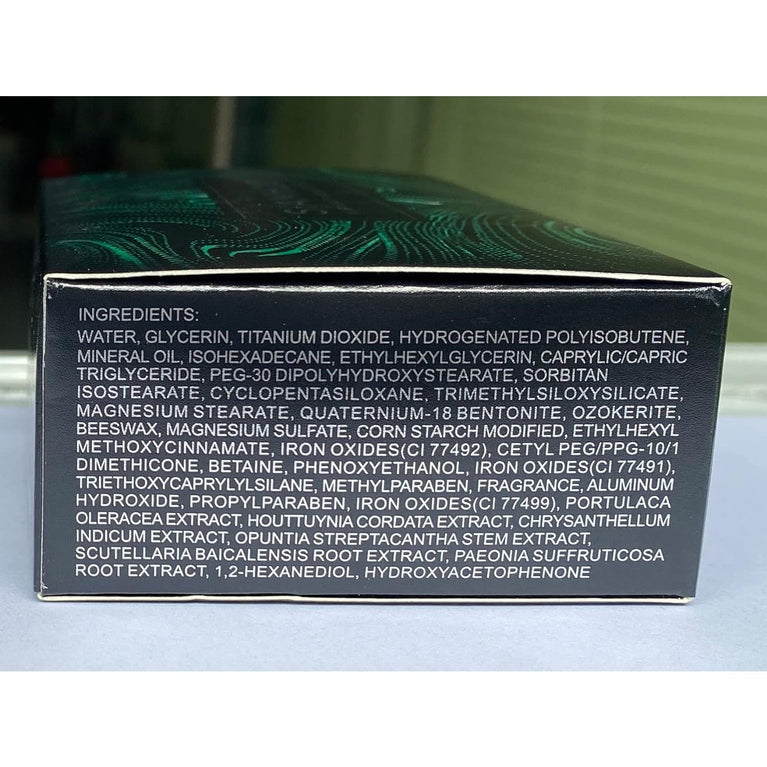 INGREDIENTS:
WATER, GLYCERIN, TITANIUM DIOXIDE, HYDROGENATED POLYISOBUTENE,
MINERAL OIL, ISOHEXADECANE, ETHYLHEXYLGLYCERIN, CAPRYLIC/CAPRIC
TRIGLYCERIDE, PEG-30 DIPOLYHYDROXYSTEARATE, SORBITAN
ISOSTEARATE, CYCLOPENTASILOXANE, TRIMETHYLSILOXYSILICATE,
MAGNESIUM STEARATE, QUATERNIUM-18 BENTONITE, OZOKERITE,
BEESWAX, MAGNESIUM SULFATE, CORN STARCH MODIFIED, ETHYLHEXYL
METHOXYCINNAMATE, IRON OXIDES(CI 77492), CETYL PEG/PPG-10/1
DIMETHICONE, BETAINE, PHENOXYETHANOL, IRON OXIDES(CI 77491),
TRIETHOXYCAPRYLYLSILANE, METHYLPARABEN, FRAGRANCE, ALUMINUM
HYDROXIDE, PROPYLPARABEN, IRON OXIDES(CI 77499), PORTULACA
OLERACEA EXTRACT, HOUTTUYNIA CORDATA EXTRACT, CHRYSANTHELLUM
INDICUM EXTRACT, OPUNTIA STREPTACANTHA STEM EXTRACT,
SCUTELLARIA BAICALENSIS ROOT EXTRACT, PAEONIA SUFFRUTICOSA
ROOT EXTRACT, 1,2-HEXANEDIOL, HYDROXYACETOPHENONE